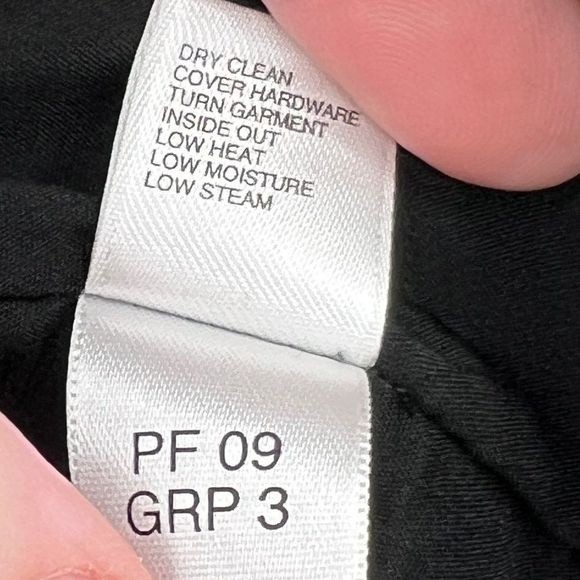 DRY CLEAN
COVER HARDWARE
TURN GARMENT
INSIDE OUT
LOW HEAT
LOW MOISTURE
LOW STEAM
PF 09
GRP 3